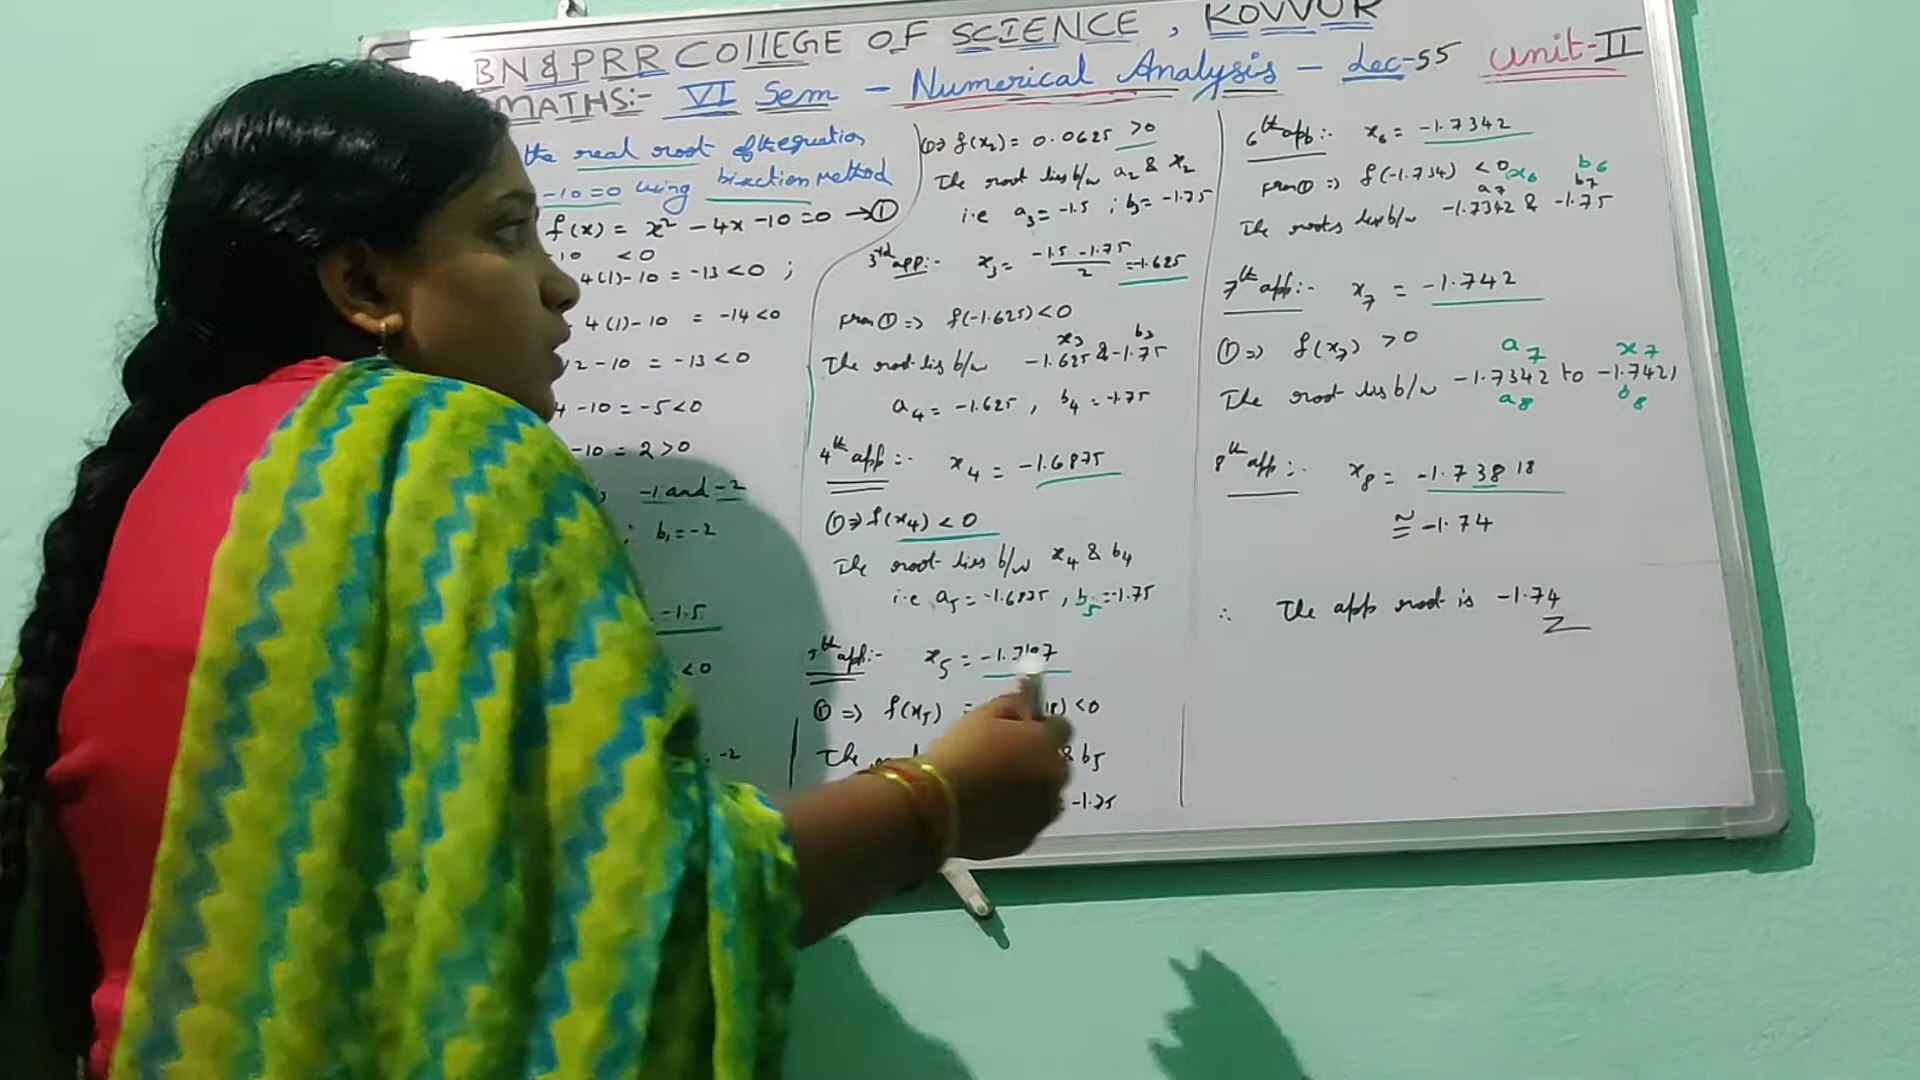 BN & PRR COLLEGE OF SCIENCE, KOVVUR
MATHS:- VI Sem - Numerical Analysis - Lec-55 Unit-II
the real root of the equation
-10=0 using bisection method
f(x) = x² - 4x -10=0 → ①
-10 <0
4(1)-10 = -13 <0 ;
4(1)-10 = -14 <0
2-10 = -13 <0
4-10 = -5 <0
-10 = 2 >0
-1 and -2
; b₁ = -2
-1.5
<0
-2
①⇒ f(x₂) = 0.0625 >0
The root lies b/w a₂ & x₂
i.e a₃ = -1.5 ; b₃ = -1.75
3rd app:- x₃ = -1.5 -1.75 / 2 = -1.625
From ① ⇒ f(-1.625) <0
x₃ b₃
The root lies b/w -1.625 & -1.75
a₄ = -1.625 , b₄ = -1.75
4th app:- x₄ = -1.6875
①⇒ f(x₄) <0
The root lies b/w x₄ & b₄
i.e a₅ = -1.6875 , b₅ = -1.75
5th app:- x₅ =
① ⇒ f(x₅) = 18) <0
The & b₅
-1.75
6th app:- x₆ = -1.7342
From ① ⇒ f(-1.734) <0 x₆ b₆
a₇ b₇
The roots lies b/w -1.7342 & -1.75
7th app:- x₇ = -1.742
① ⇒ f(x₇) >0 a₇ x₇
The root lies b/w -1.7342 to -1.7421
a₈ b₈
8th app:- x₈ = -1.73818
≅ -1.74
∴ The app root is -1.74